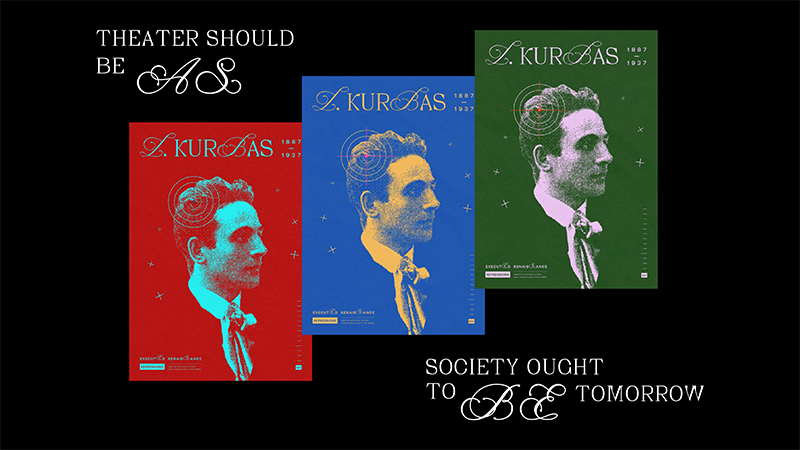 THEATER SHOULD
BE AS
L. KURBAS 1887
–
1937
EXECUTED RENAISSANCE
L. KURBAS 1887
–
1937
EXECUTED RENAISSANCE
L. KURBAS 1887
–
1937
EXECUTED RENAISSANCE
SOCIETY OUGHT
TO BE TOMORROW